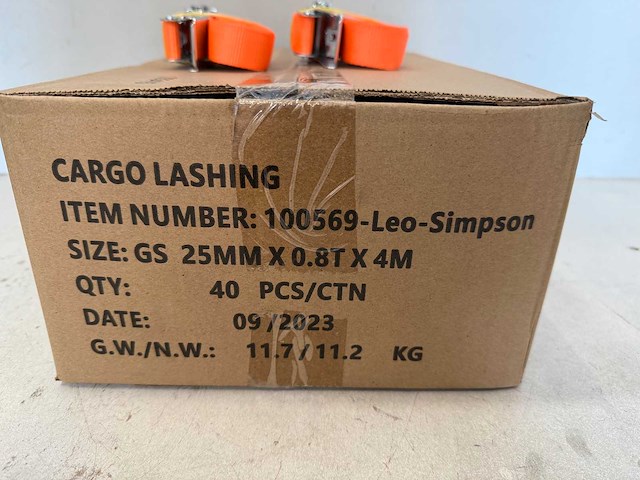 CARGO LASHING
ITEM NUMBER: 100569-Leo-Simpson
SIZE: GS 25MM X 0.8T X 4M
QTY: 40 PCS/CTN
DATE: 09/2023
G.W./N.W.: 11.7/11.2 KG